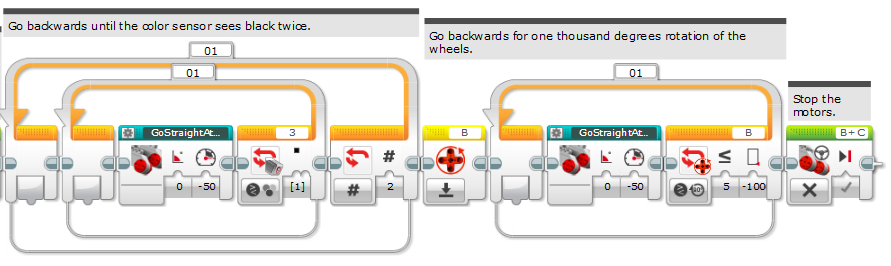 Go backwards until the color sensor sees black twice.
Go backwards for one thousand degrees rotation of the
wheels.
01
01
01
Stop the
motors.
GoStraightAt...
3
B
GoStraightAt...
B
B+C
#
≤
0
-50
[1]
#
2
0
-50
5
-100